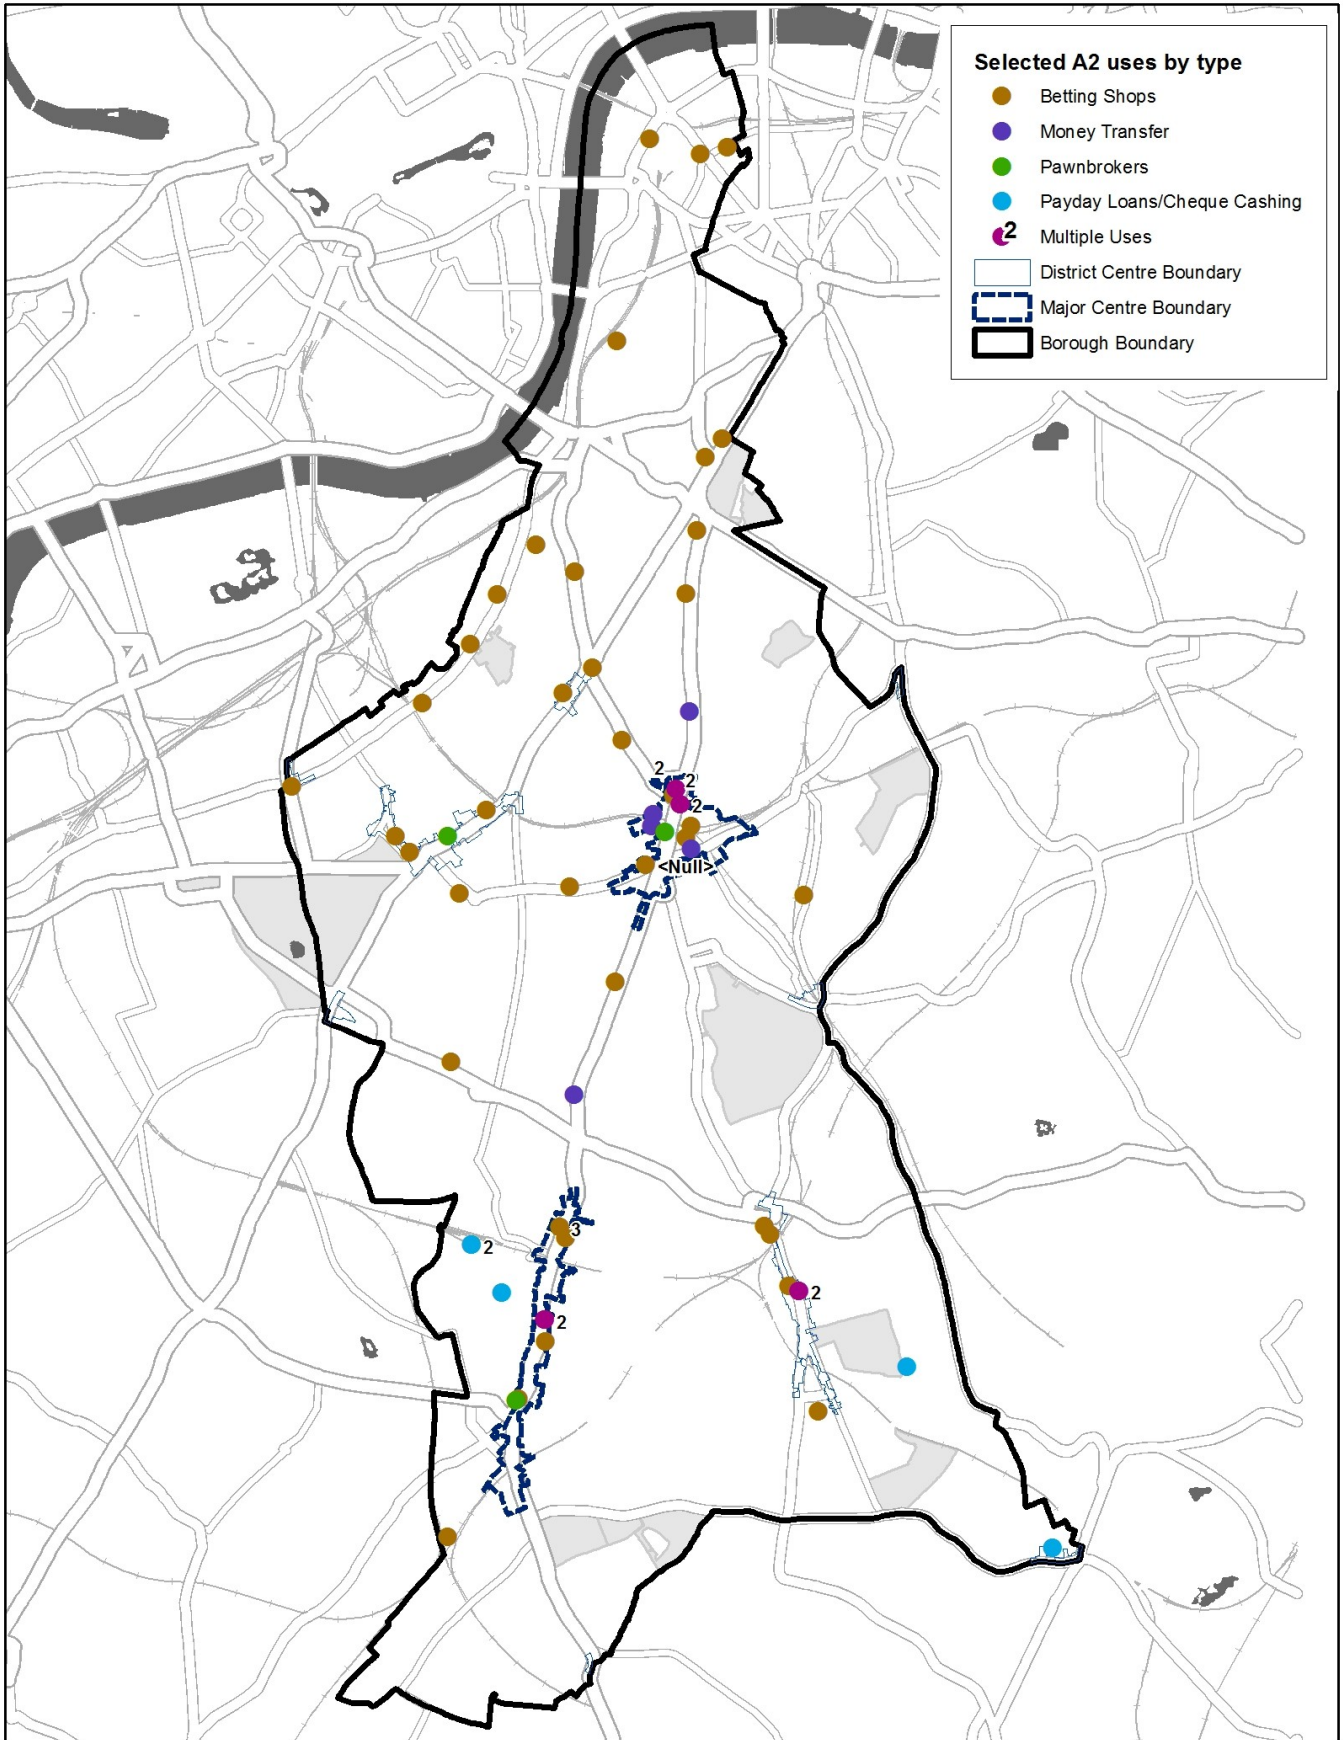 Selected A2 uses by type
Betting Shops
Money Transfer
Pawnbrokers
Payday Loans/Cheque Cashing
2 Multiple Uses
District Centre Boundary
Major Centre Boundary
Borough Boundary
2
2
2
<Null>
3
2
2
2